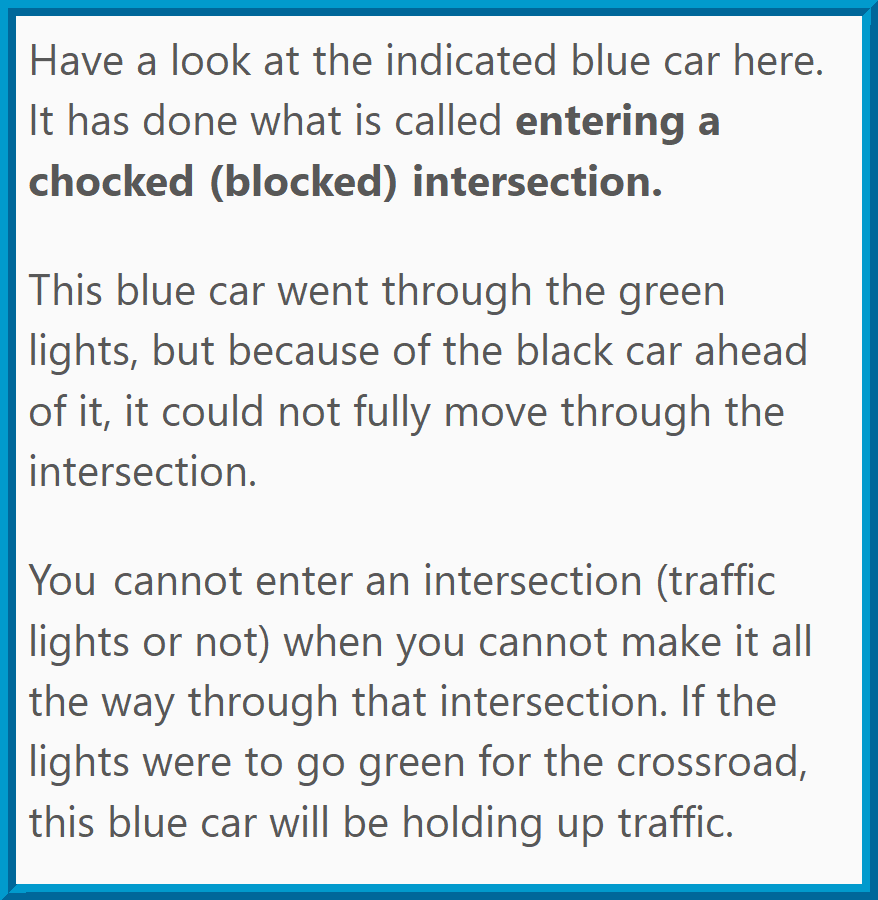 Have a look at the indicated blue car here.
It has done what is called entering a
chocked (blocked) intersection.
This blue car went through the green
lights, but because of the black car ahead
of it, it could not fully move through the
intersection.
You cannot enter an intersection (traffic
lights or not) when you cannot make it all
the way through that intersection. If the
lights were to go green for the crossroad,
this blue car will be holding up traffic.